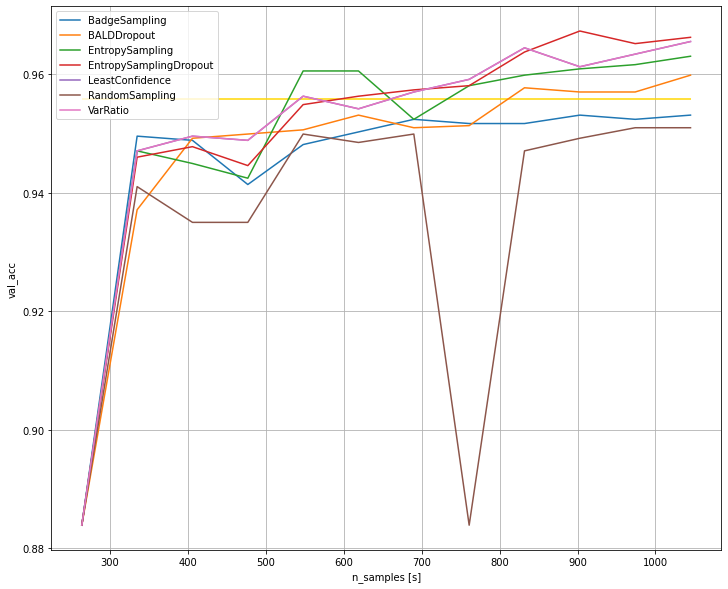 BadgeSampling
BALDDropout
EntropySampling
EntropySamplingDropout
LeastConfidence
RandomSampling
VarRatio
0.96
0.94
0.92
0.90
0.88
val_acc
300 400 500 600 700 800 900 1000
n_samples [s]